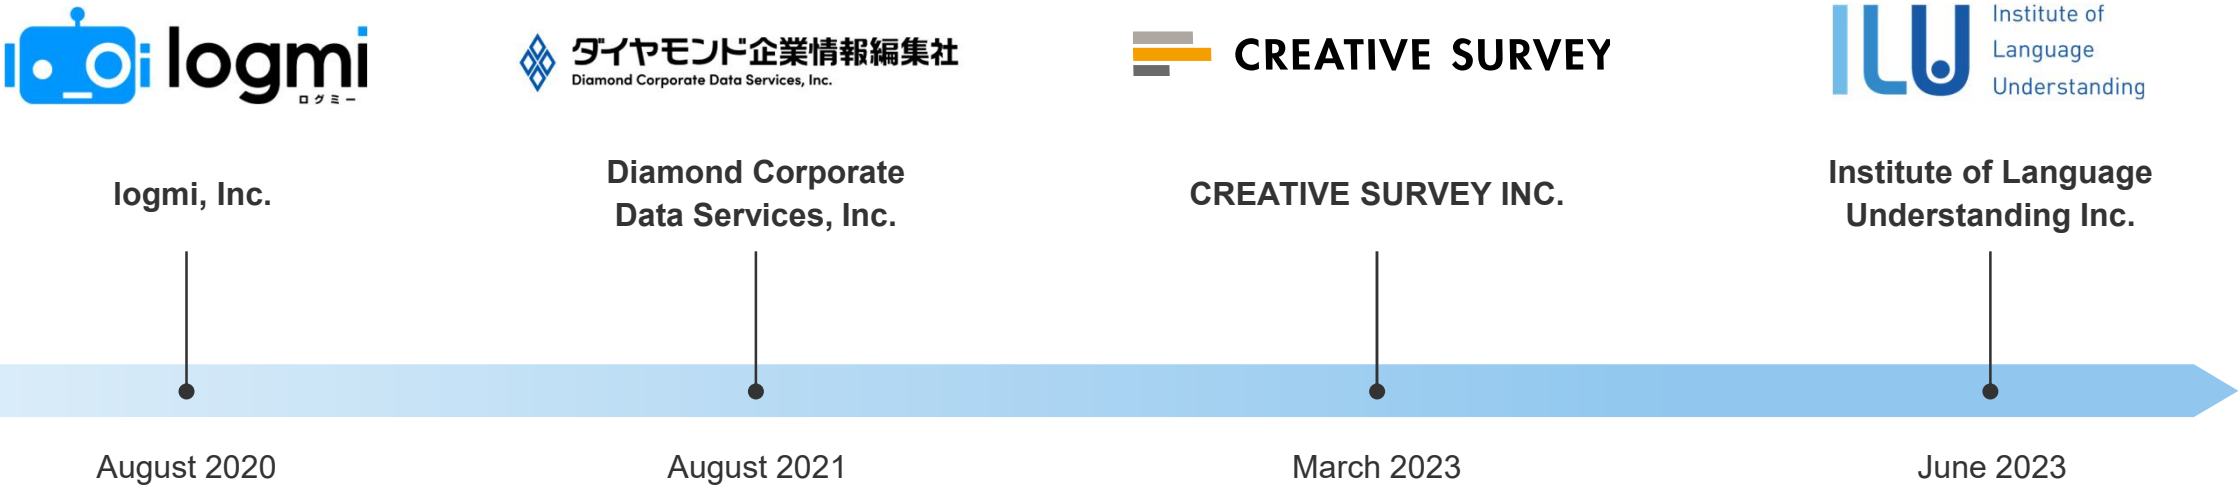 logmi
ログミー
ダイヤモンド企業情報編集社
Diamond Corporate Data Services, Inc.
CREATIVE SURVEY
ILU
Institute of
Language
Understanding
logmi, Inc.
Diamond Corporate
Data Services, Inc.
CREATIVE SURVEY INC.
Institute of Language
Understanding Inc.
August 2020
August 2021
March 2023
June 2023